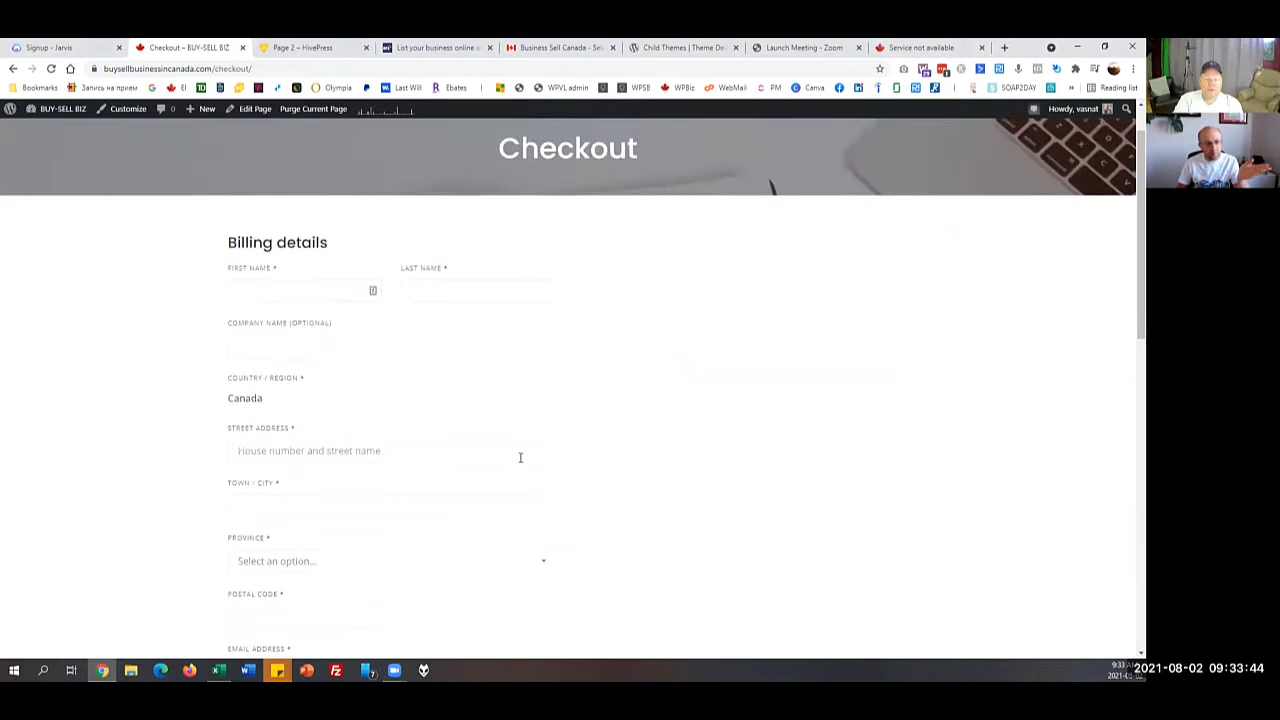 Signup - Jarvis
Checkout – BUY-SELL BIZ
Page 2 – HivePress
List your business online a
Business Sell Canada - Sel
Child Themes | Theme De
Launch Meeting - Zoom
Service not available
buysellbusinessincanada.com/checkout/
Bookmarks
Запись на прием
EI
TD
Olympia
Last Will
Ebates
WPVL admin
WPSB
WPBiz
WebMail
PM
Canva
SOAP2DAY
Reading list
BUY-SELL BIZ
Customize
0
New
Edit Page
Purge Current Page
Howdy, vasnat
Checkout
Billing details
FIRST NAME *
LAST NAME *
COMPANY NAME (OPTIONAL)
COUNTRY / REGION *
Canada
STREET ADDRESS *
House number and street name
TOWN / CITY *
PROVINCE *
Select an option...
POSTAL CODE *
EMAIL ADDRESS *
2021-08-02 09:33:44